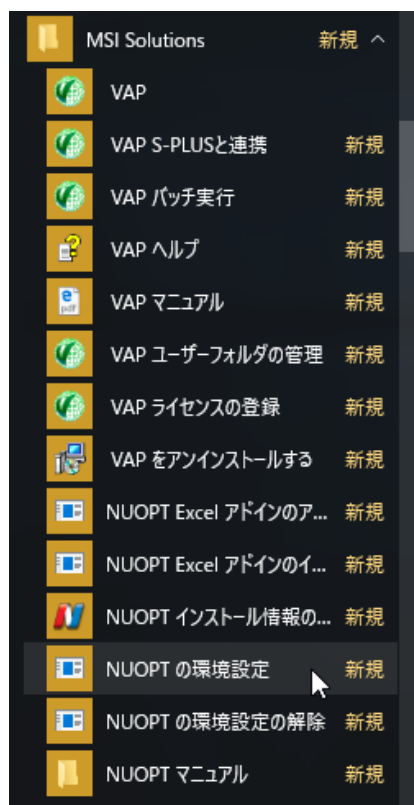 MSI Solutions 新規
VAP
VAP S-PLUSと連携 新規
VAP バッチ実行 新規
VAP ヘルプ 新規
VAP マニュアル 新規
VAP ユーザーフォルダの管理 新規
VAP ライセンスの登録 新規
VAP をアンインストールする 新規
NUOPT Excel アドインのア... 新規
NUOPT Excel アドインのイ... 新規
NUOPT インストール情報の... 新規
NUOPT の環境設定 新規
NUOPT の環境設定の解除 新規
NUOPT マニュアル 新規